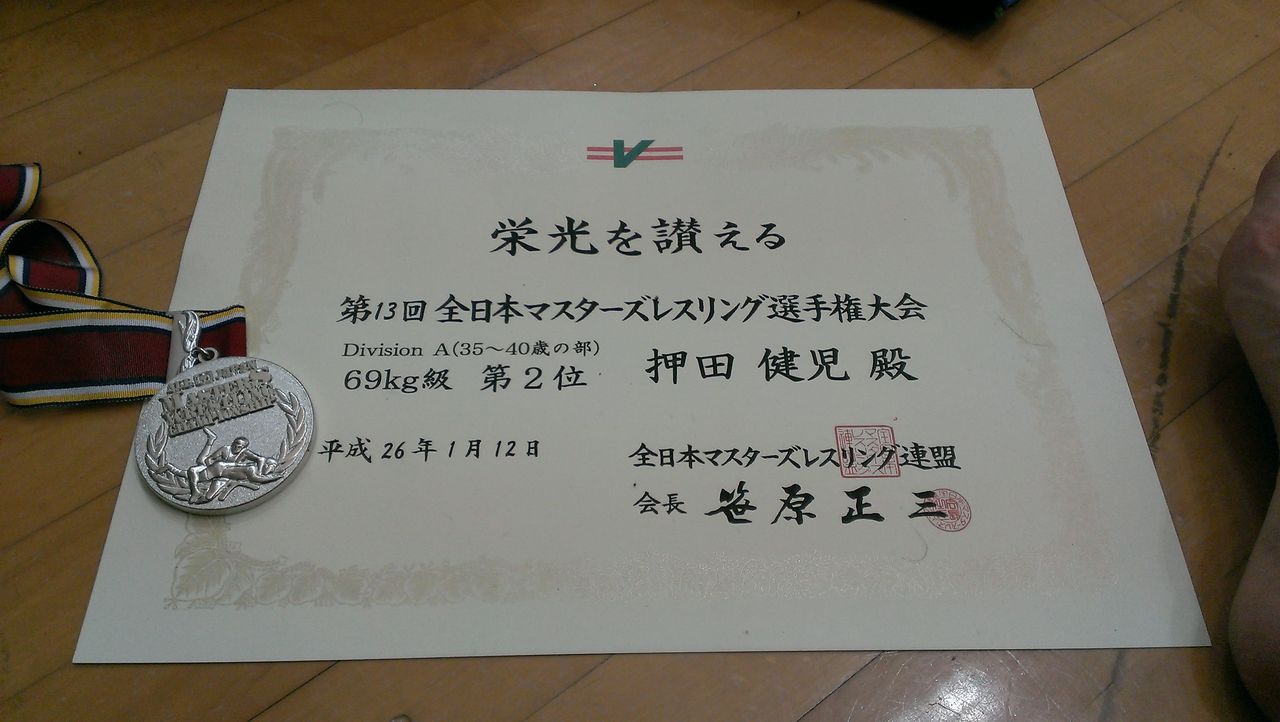 栄光を讃える
第13回 全日本マスターズレスリング選手権大会
Division A(35～40歳の部)
69kg級 第2位
押田 健児 殿
平成 26年 1月 12日
全日本マスターズレスリング連盟
会長 笹原 正三